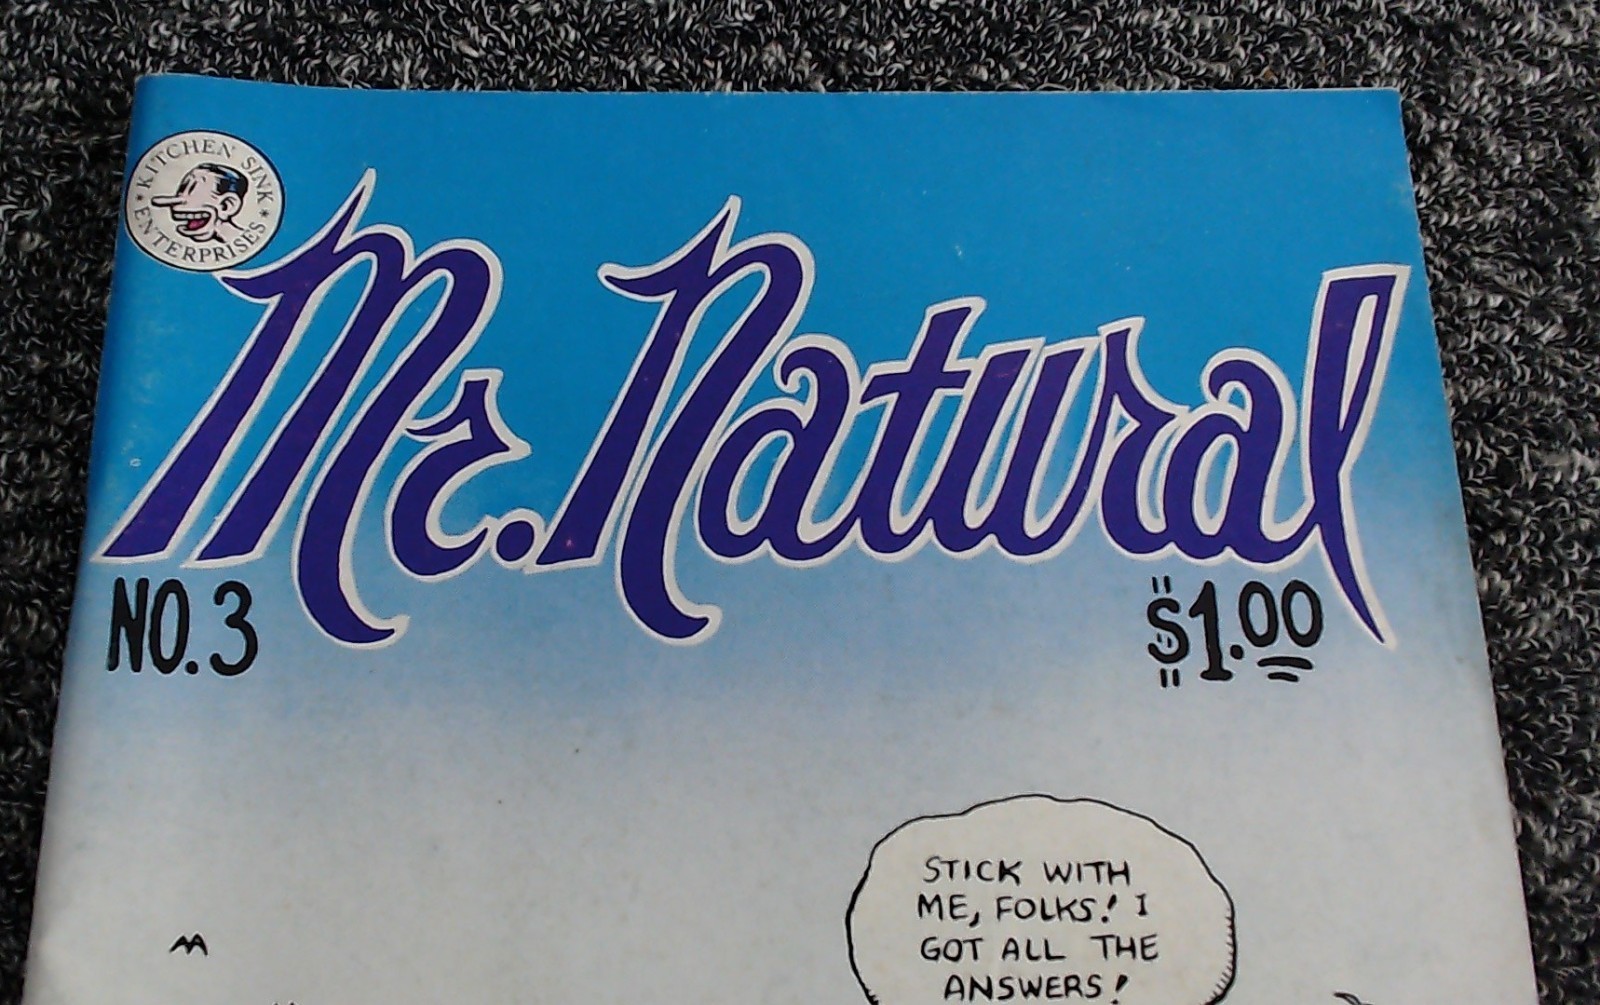 KITCHEN SINK
ENTERPRISES
Mr. Natural
NO. 3
$1.00
STICK WITH
ME, FOLKS! I
GOT ALL THE
ANSWERS!